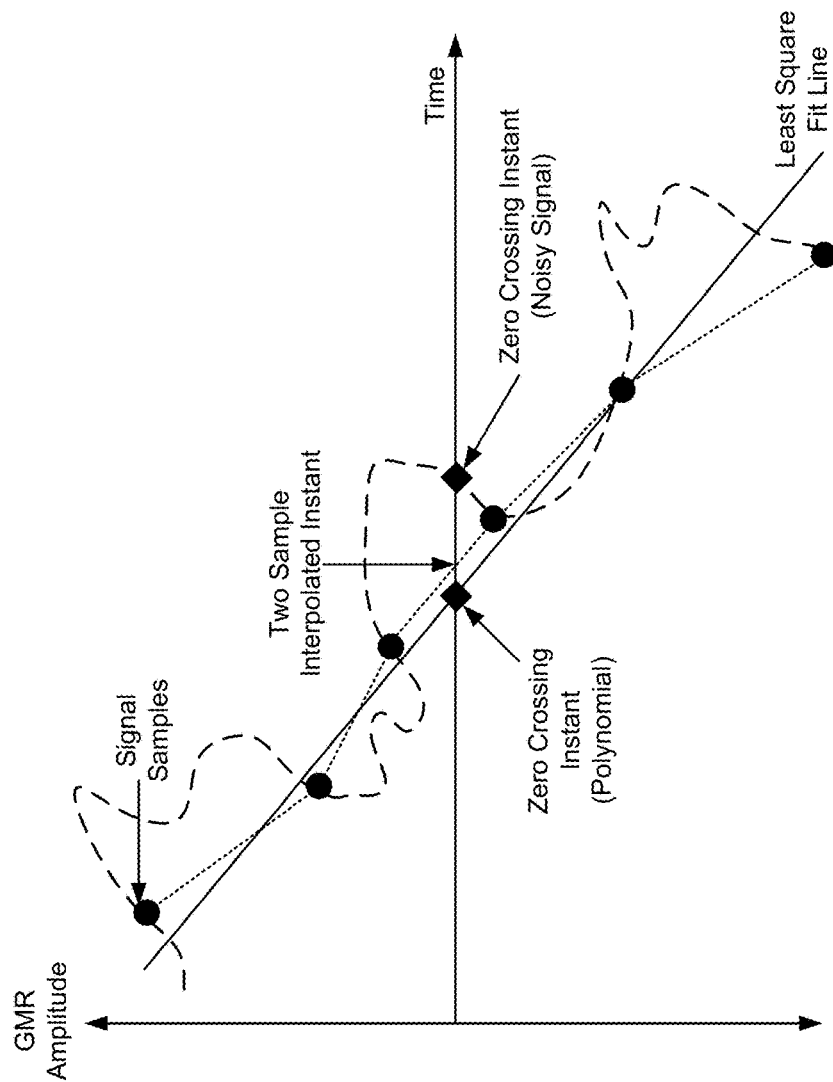 GMR
Amplitude
Signal
Samples
Two Sample
Interpolated Instant
Time
Zero Crossing
Instant
(Polynomial)
Zero Crossing Instant
(Noisy Signal)
Least Square
Fit Line